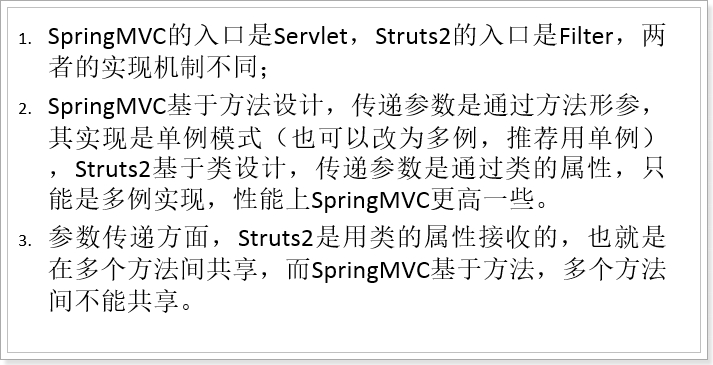 1. SpringMVC的入口是Servlet，Struts2的入口是Filter，两
者的实现机制不同；
2. SpringMVC基于方法设计，传递参数是通过方法形参，
其实现是单例模式（也可以改为多例，推荐用单例）
，Struts2基于类设计，传递参数是通过类的属性，只
能是多例实现，性能上SpringMVC更高一些。
3. 参数传递方面，Struts2是用类的属性接收的，也就是
在多个方法间共享，而SpringMVC基于方法，多个方法
间不能共享。